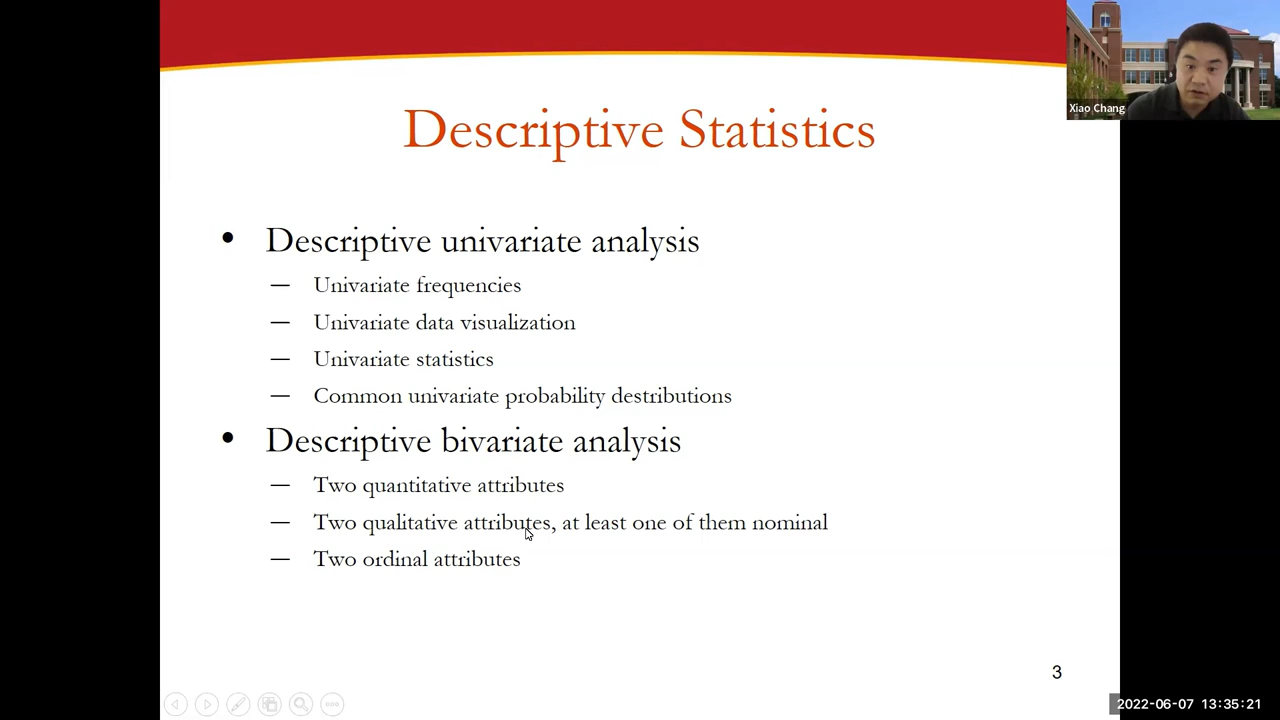 Xiao Chang
Descriptive Statistics
• Descriptive univariate analysis
— Univariate frequencies
— Univariate data visualization
— Univariate statistics
— Common univariate probability destributions
• Descriptive bivariate analysis
— Two quantitative attributes
— Two qualitative attributes, at least one of them nominal
— Two ordinal attributes
3
2022-06-07 13:35:21